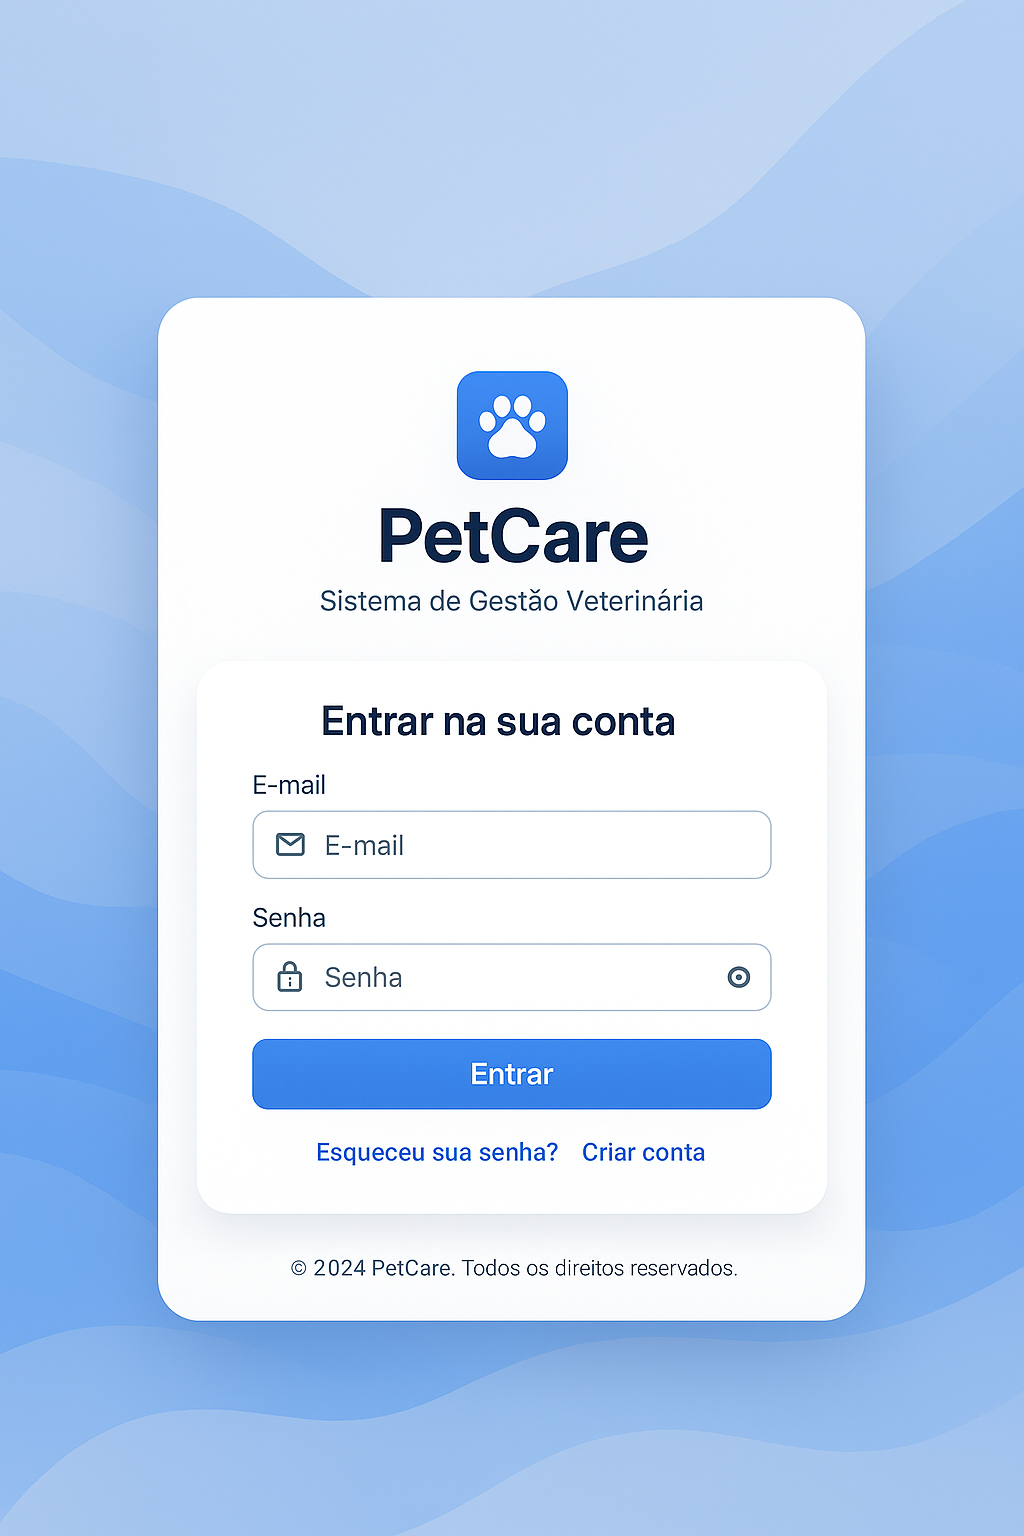 PetCare
Sistema de Gestão Veterinária
Entrar na sua conta
E-mail
E-mail
Senha
Senha
Entrar
Esqueceu sua senha? Criar conta
© 2024 PetCare. Todos os direitos reservados.